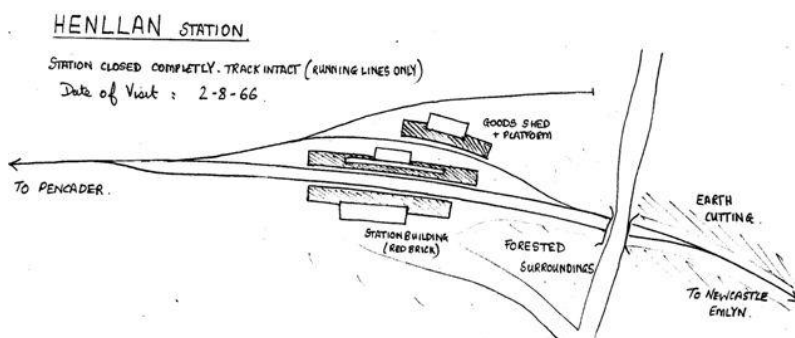 HENLLAN STATION
STATION CLOSED COMPLETLY. TRACK INTACT (RUNNING LINES ONLY)
Date of Visit : 2-8-66
GOODS SHED
+ PLATFORM
TO PENCADER.
STATION BUILDING
(RED BRICK)
FORESTED
SURROUNDINGS
EARTH
CUTTING
TO NEWCASTLE
EMLYN.